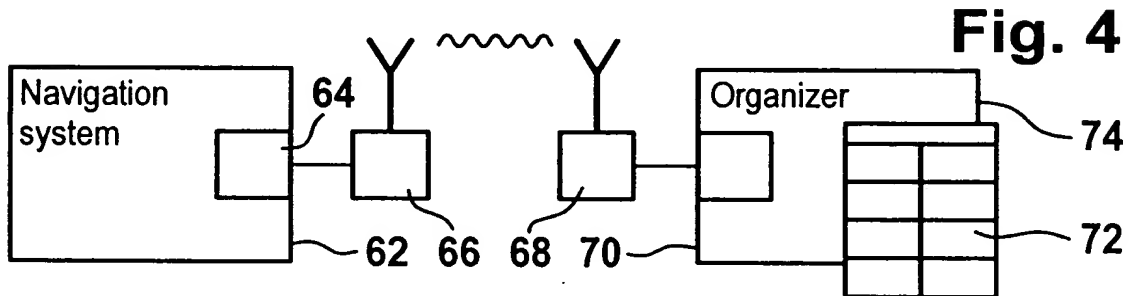 Fig. 4
Navigation
system
64
Organizer
74
62 66 68 70 72